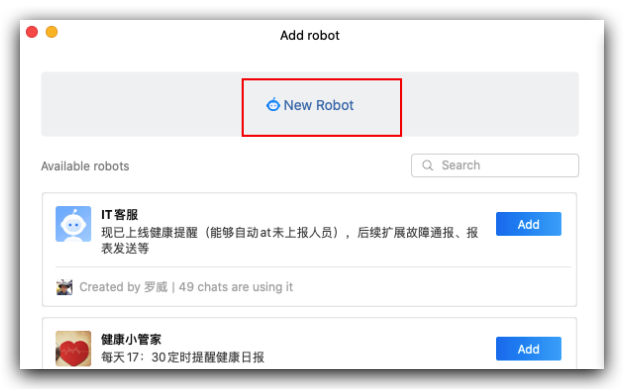 Add robot
New Robot
Available robots
Search
IT客服
现已上线健康提醒（能够自动at未上报人员），后续扩展故障通报、报
表发送等
Add
Created by 罗威 | 49 chats are using it
健康小管家
每天17：30定时提醒健康日报
Add